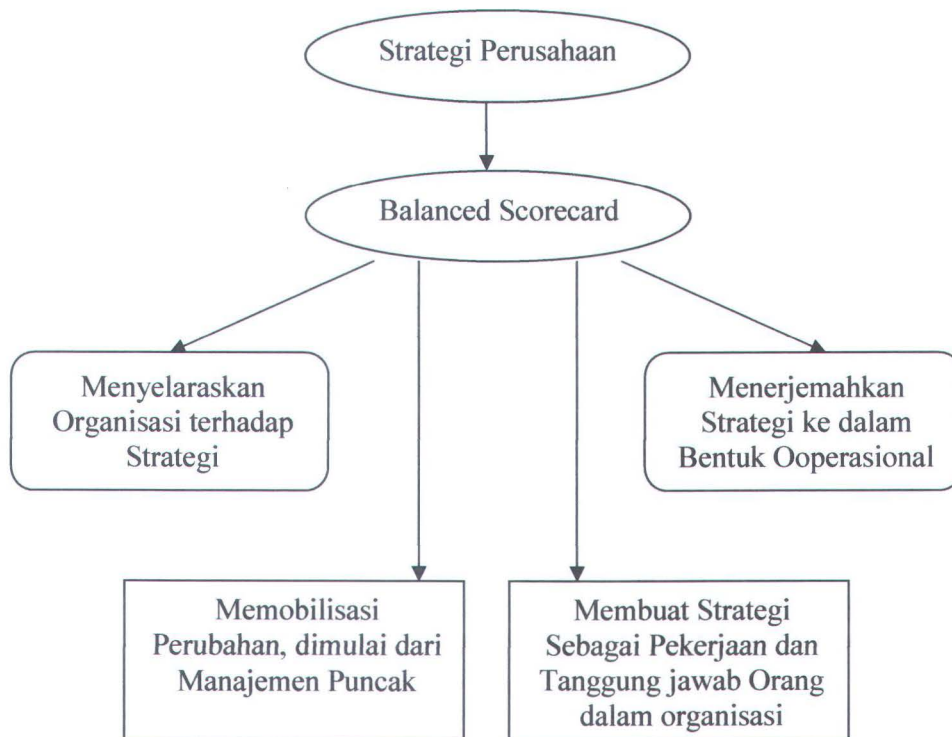 Strategi Perusahaan
Balanced Scorecard
Menyelaraskan
Organisasi terhadap
Strategi
Menerjemahkan
Strategi ke dalam
Bentuk Ooperasional
Memobilisasi
Perubahan, dimulai dari
Manajemen Puncak
Membuat Strategi
Sebagai Pekerjaan dan
Tanggung jawab Orang
dalam organisasi